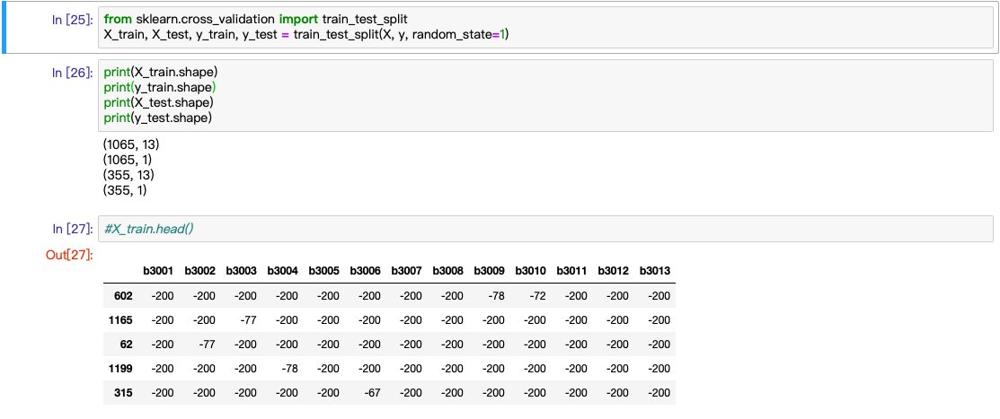 In [25]: from sklearn.cross_validation import train_test_split
X_train, X_test, y_train, y_test = train_test_split(X, y, random_state=1)
In [26]: print(X_train.shape)
print(y_train.shape)
print(X_test.shape)
print(y_test.shape)
(1065, 13)
(1065, 1)
(355, 13)
(355, 1)
In [27]: #X_train.head()
Out[27]:
b3001 b3002 b3003 b3004 b3005 b3006 b3007 b3008 b3009 b3010 b3011 b3012 b3013
602 -200 -200 -200 -200 -200 -200 -200 -200 -78 -72 -200 -200 -200
1165 -200 -200 -77 -200 -200 -200 -200 -200 -200 -200 -200 -200 -200
62 -200 -77 -200 -200 -200 -200 -200 -200 -200 -200 -200 -200 -200
1199 -200 -200 -200 -78 -200 -200 -200 -200 -200 -200 -200 -200 -200
315 -200 -200 -200 -200 -200 -67 -200 -200 -200 -200 -200 -200 -200